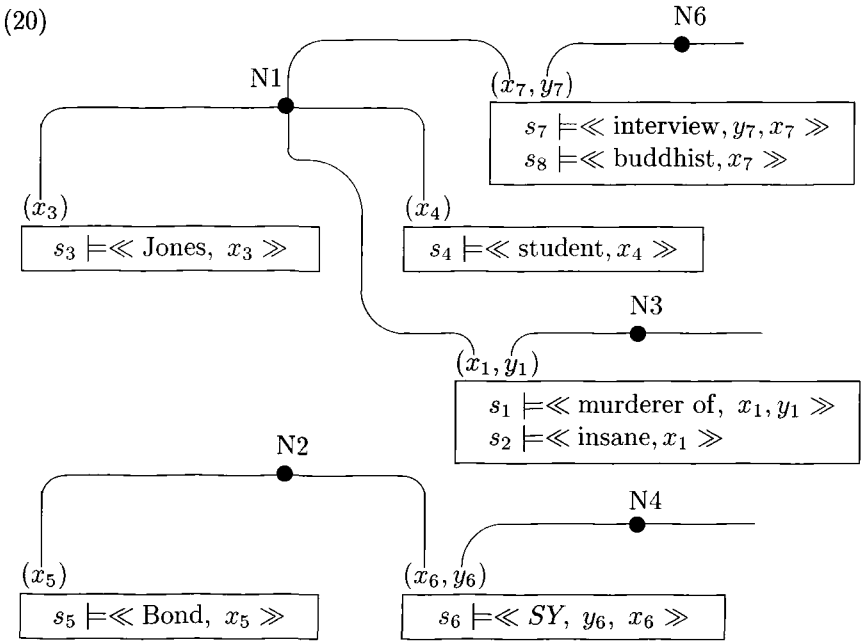 (20)
N6
N1
(x₇, y₇)
s₇ ⊨≪ interview, y₇, x₇ ≫
s₈ ⊨≪ buddhist, x₇ ≫
(x₃)
(x₄)
s₃ ⊨≪ Jones, x₃ ≫
s₄ ⊨≪ student, x₄ ≫
N3
(x₁, y₁)
s₁ ⊨≪ murderer of, x₁, y₁ ≫
s₂ ⊨≪ insane, x₁ ≫
N2
N4
(x₅)
(x₆, y₆)
s₅ ⊨≪ Bond, x₅ ≫
s₆ ⊨≪ SY, y₆, x₆ ≫